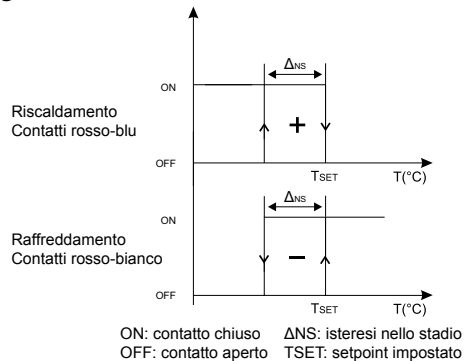 ΔNS
ON
Riscaldamento
Contatti rosso-blu
+
OFF
TSET
T(°C)
ΔNS
ON
Raffreddamento
Contatti rosso-bianco
−
OFF
TSET
T(°C)
ON: contatto chiuso ΔNS: isteresi nello stadio
OFF: contatto aperto TSET: setpoint impostato